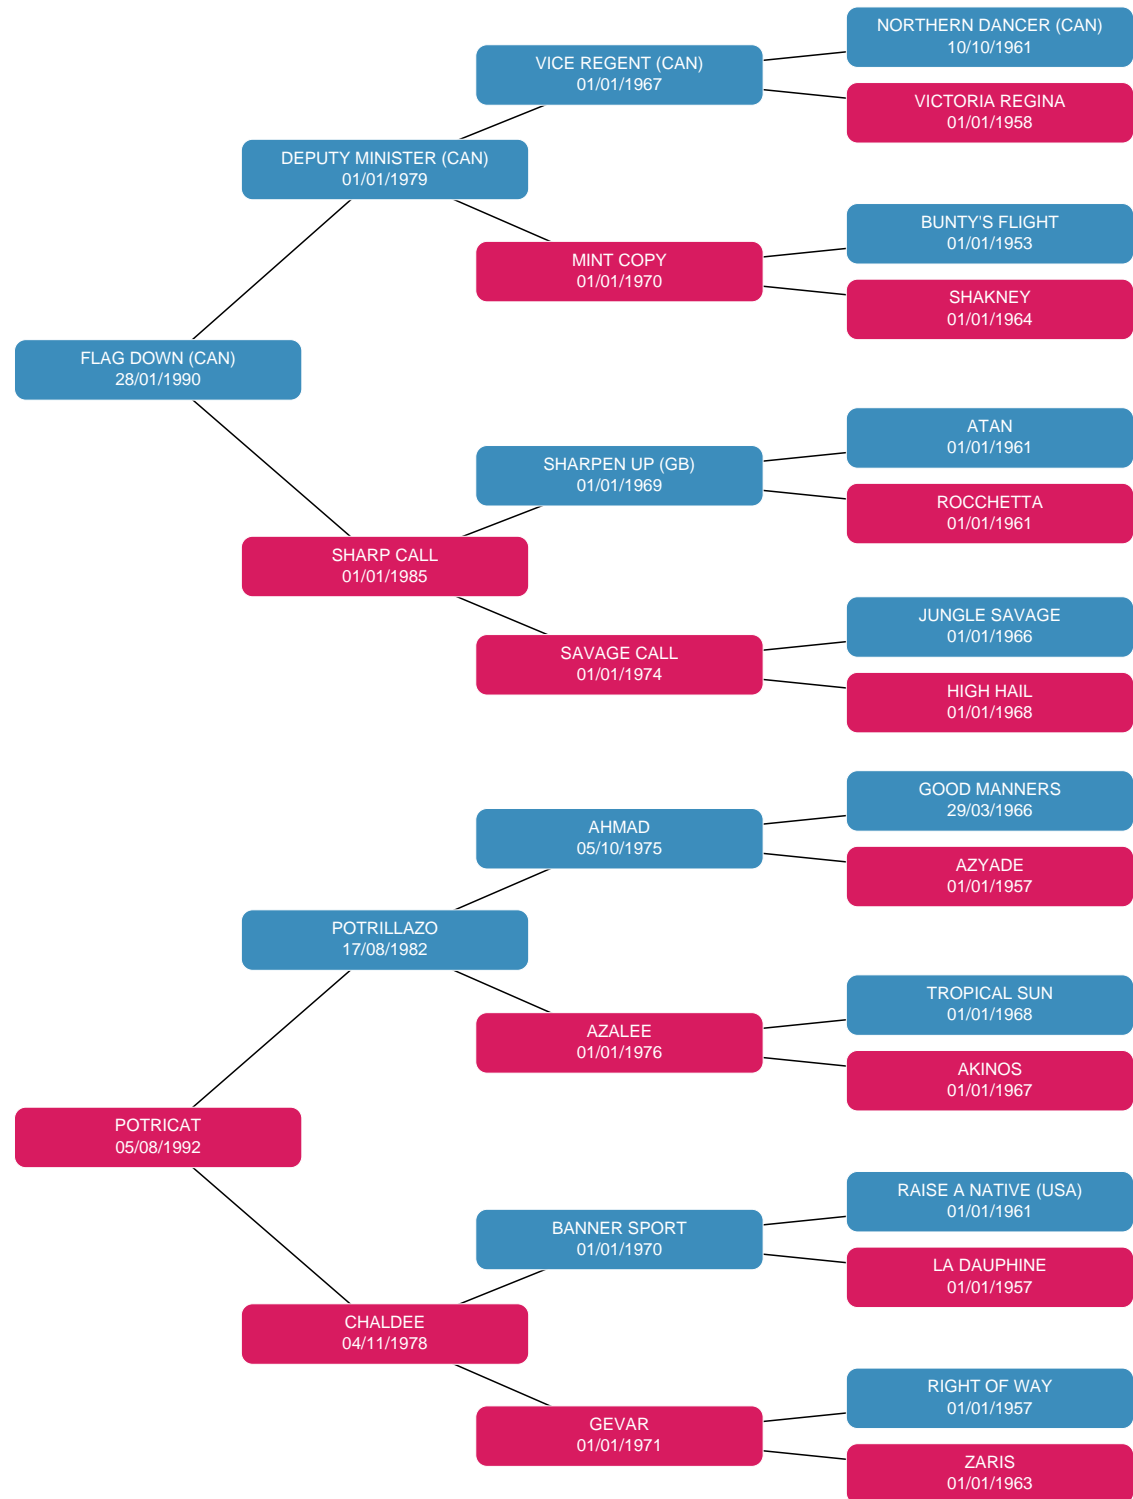 NORTHERN DANCER (CAN)
10/10/1961
VICE REGENT (CAN)
01/01/1967
VICTORIA REGINA
01/01/1958
DEPUTY MINISTER (CAN)
01/01/1979
BUNTY'S FLIGHT
01/01/1953
MINT COPY
01/01/1970
SHAKNEY
01/01/1964
FLAG DOWN (CAN)
28/01/1990
ATAN
01/01/1961
SHARPEN UP (GB)
01/01/1969
ROCCHETTA
01/01/1961
SHARP CALL
01/01/1985
JUNGLE SAVAGE
01/01/1966
SAVAGE CALL
01/01/1974
HIGH HAIL
01/01/1968
GOOD MANNERS
29/03/1966
AHMAD
05/10/1975
AZYADE
01/01/1957
POTRILLAZO
17/08/1982
TROPICAL SUN
01/01/1968
AZALEE
01/01/1976
AKINOS
01/01/1967
POTRICAT
05/08/1992
RAISE A NATIVE (USA)
01/01/1961
BANNER SPORT
01/01/1970
LA DAUPHINE
01/01/1957
CHALDEE
04/11/1978
RIGHT OF WAY
01/01/1957
GEVAR
01/01/1971
ZARIS
01/01/1963